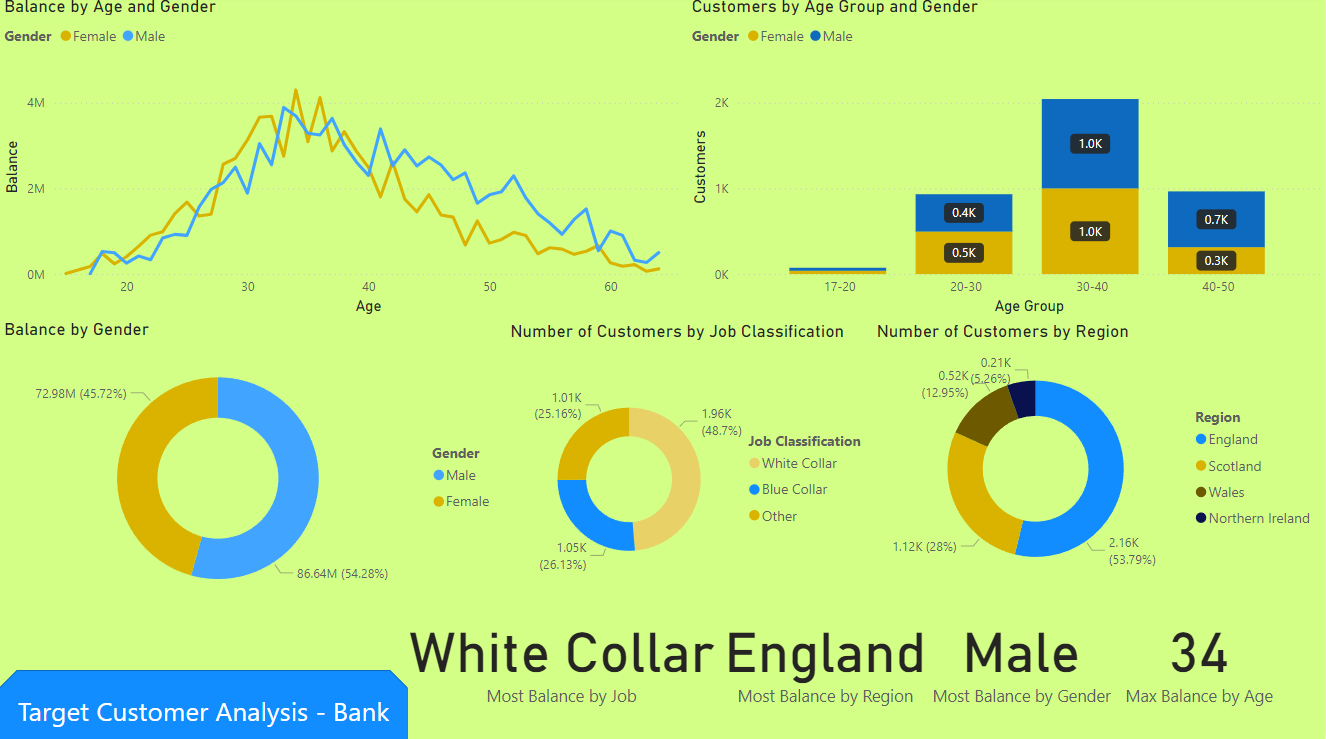 Balance by Age and Gender
Gender Female Male
4M
2M
0M
Balance
20 30 40 50 60
Age
Customers by Age Group and Gender
Gender Female Male
2K
1K
0K
Customers
1.0K
1.0K
0.4K
0.5K
0.7K
0.3K
17-20 20-30 30-40 40-50
Age Group
Balance by Gender
72.98M (45.72%)
86.64M (54.28%)
Gender
Male
Female
Number of Customers by Job Classification
1.01K
(25.16%)
1.96K
(48.7%)
1.05K
(26.13%)
Job Classification
White Collar
Blue Collar
Other
Number of Customers by Region
0.21K
(5.26%)
0.52K
(12.95%)
1.12K (28%)
2.16K
(53.79%)
Region
England
Scotland
Wales
Northern Ireland
White Collar
Most Balance by Job
England
Most Balance by Region
Male
Most Balance by Gender
34
Max Balance by Age
Target Customer Analysis - Bank